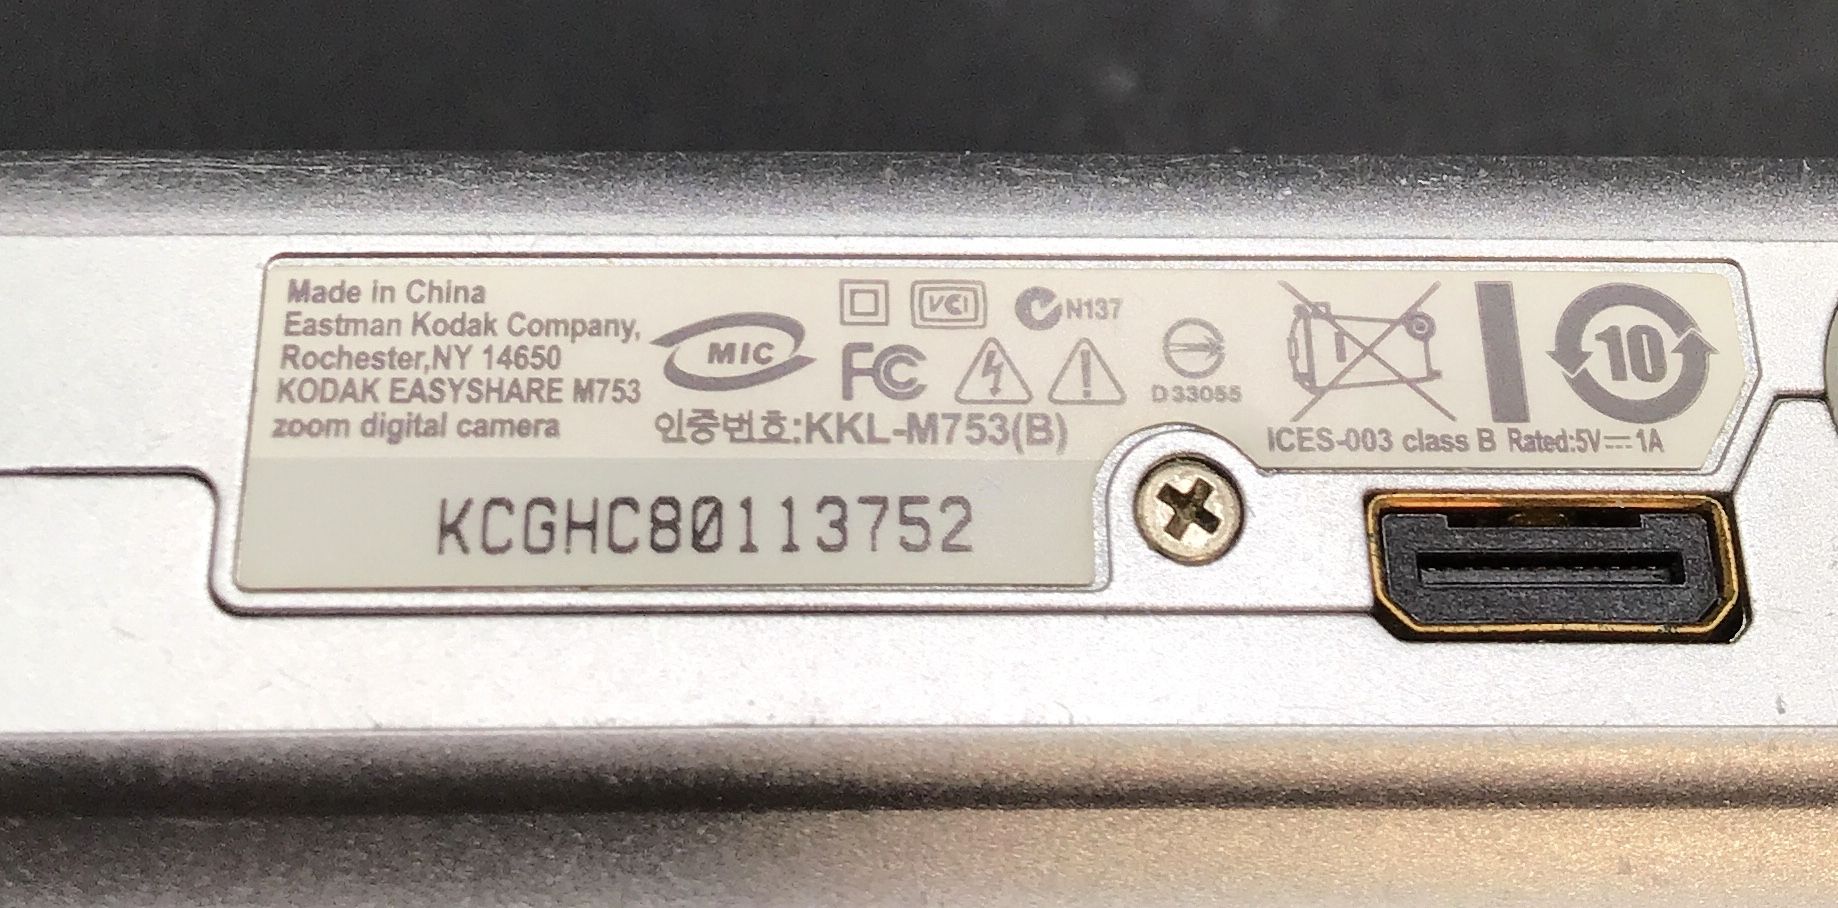 Made in China
Eastman Kodak Company,
Rochester,NY 14650
KODAK EASYSHARE M753
zoom digital camera
MIC
VCI
N137
FC
D33055
인증번호:KKL-M753(B)
10
ICES-003 class B Rated:5V⎓1A
KCGHC80113752